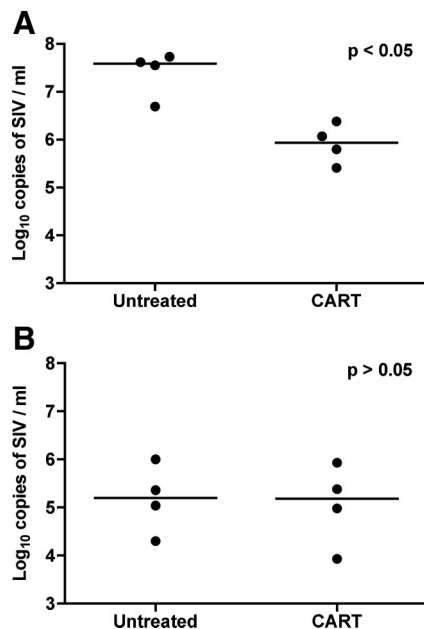 A
8
p < 0.05
7
6
5
4
3
Log10 copies of SIV / ml
Untreated CART
B
8
p > 0.05
7
6
5
4
3
Log10 copies of SIV / ml
Untreated CART